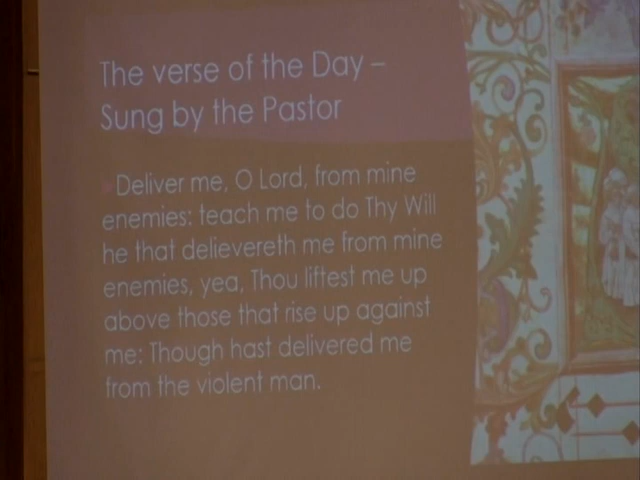 The verse of the Day –
Sung by the Pastor
Deliver me, O Lord, from mine
enemies: teach me to do Thy Will
he that delievereth me from mine
enemies, yea, Thou liftest me up
above those that rise up against
me: Though hast delivered me
from the violent man.